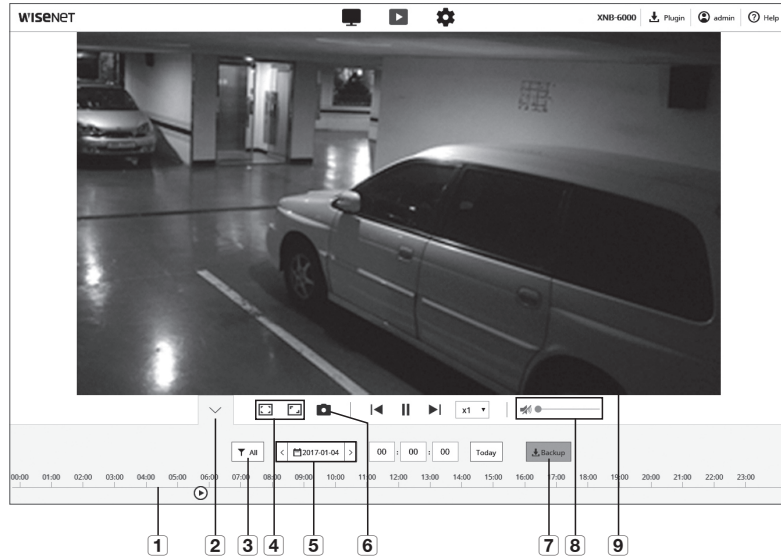 WISENET
XNB-6000 Plugin admin ? Help
x1
All 2017-01-04 00 : 00 : 00 Today Backup
00:00 01:00 02:00 03:00 04:00 05:00 06:00 07:00 08:00 09:00 10:00 11:00 12:00 13:00 14:00 15:00 16:00 17:00 18:00 19:00 20:00 21:00 22:00 23:00
1 2 3 4 5 6 7 8 9